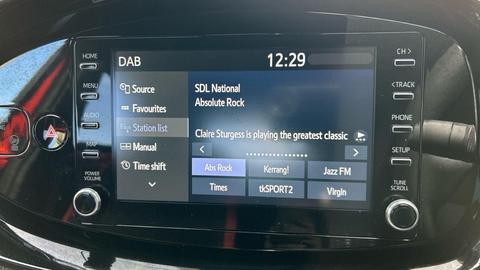 DAB 12:29
HOME
MENU
AUDIO
MAP
POWER
VOLUME
Source
Favourites
Station list
Manual
Time shift
SDL National
Absolute Rock
Claire Sturgess is playing the greatest classic
Abs Rock Kerrang! Jazz FM
Times tkSPORT2 VIrgIn
CH >
< TRACK
PHONE
SETUP
TUNE
SCROLL